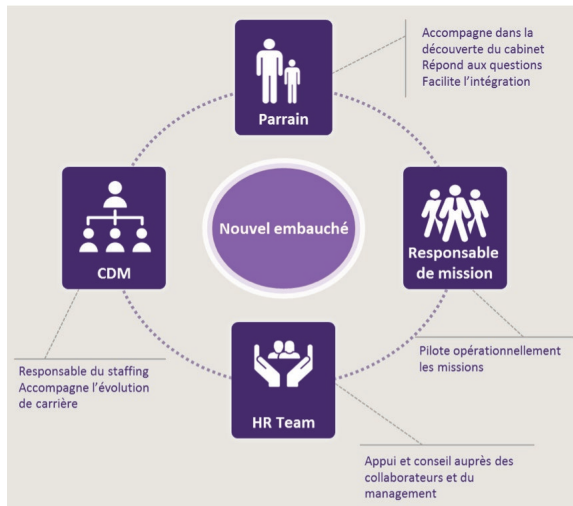 Accompagne dans la
découverte du cabinet
Répond aux questions
Facilite l'intégration
Parrain
Nouvel embauché
CDM
Responsable
de mission
Responsable du staffing
Accompagne l'évolution
de carrière
Pilote opérationnellement
les missions
HR Team
Appui et conseil auprès des
collaborateurs et du
management